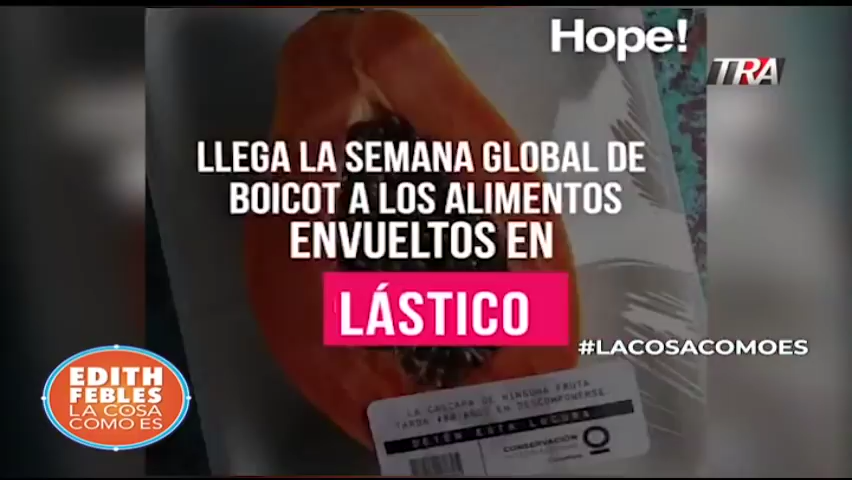 Hope!
TRA
LLEGA LA SEMANA GLOBAL DE
BOICOT A LOS ALIMENTOS
ENVUELTOS EN
LÁSTICO
#LACOSACOMOES
EDITH
FEBLES
LA COSA
COMO ES
LA CÁSCARA DE NINGUNA FRUTA
TARDA 400 AÑOS EN DESCOMPONERSE
DETÉN ESTA LOCURA
CONSERVACIÓN